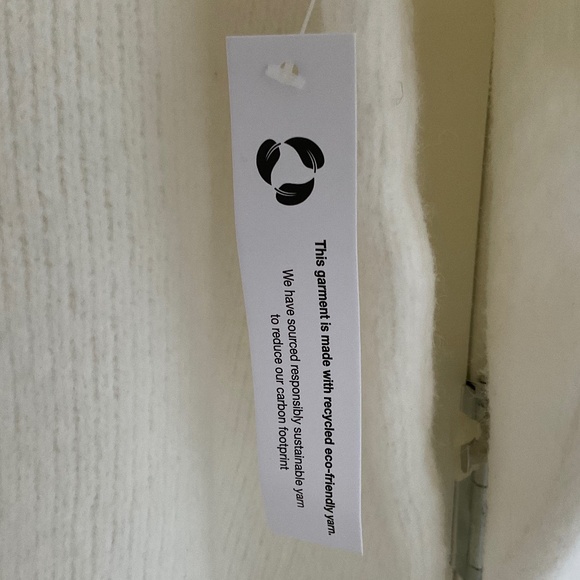 This garment is made with recycled eco-friendly yarn.
We have sourced responsibly sustainable yarn
to reduce our carbon footprint